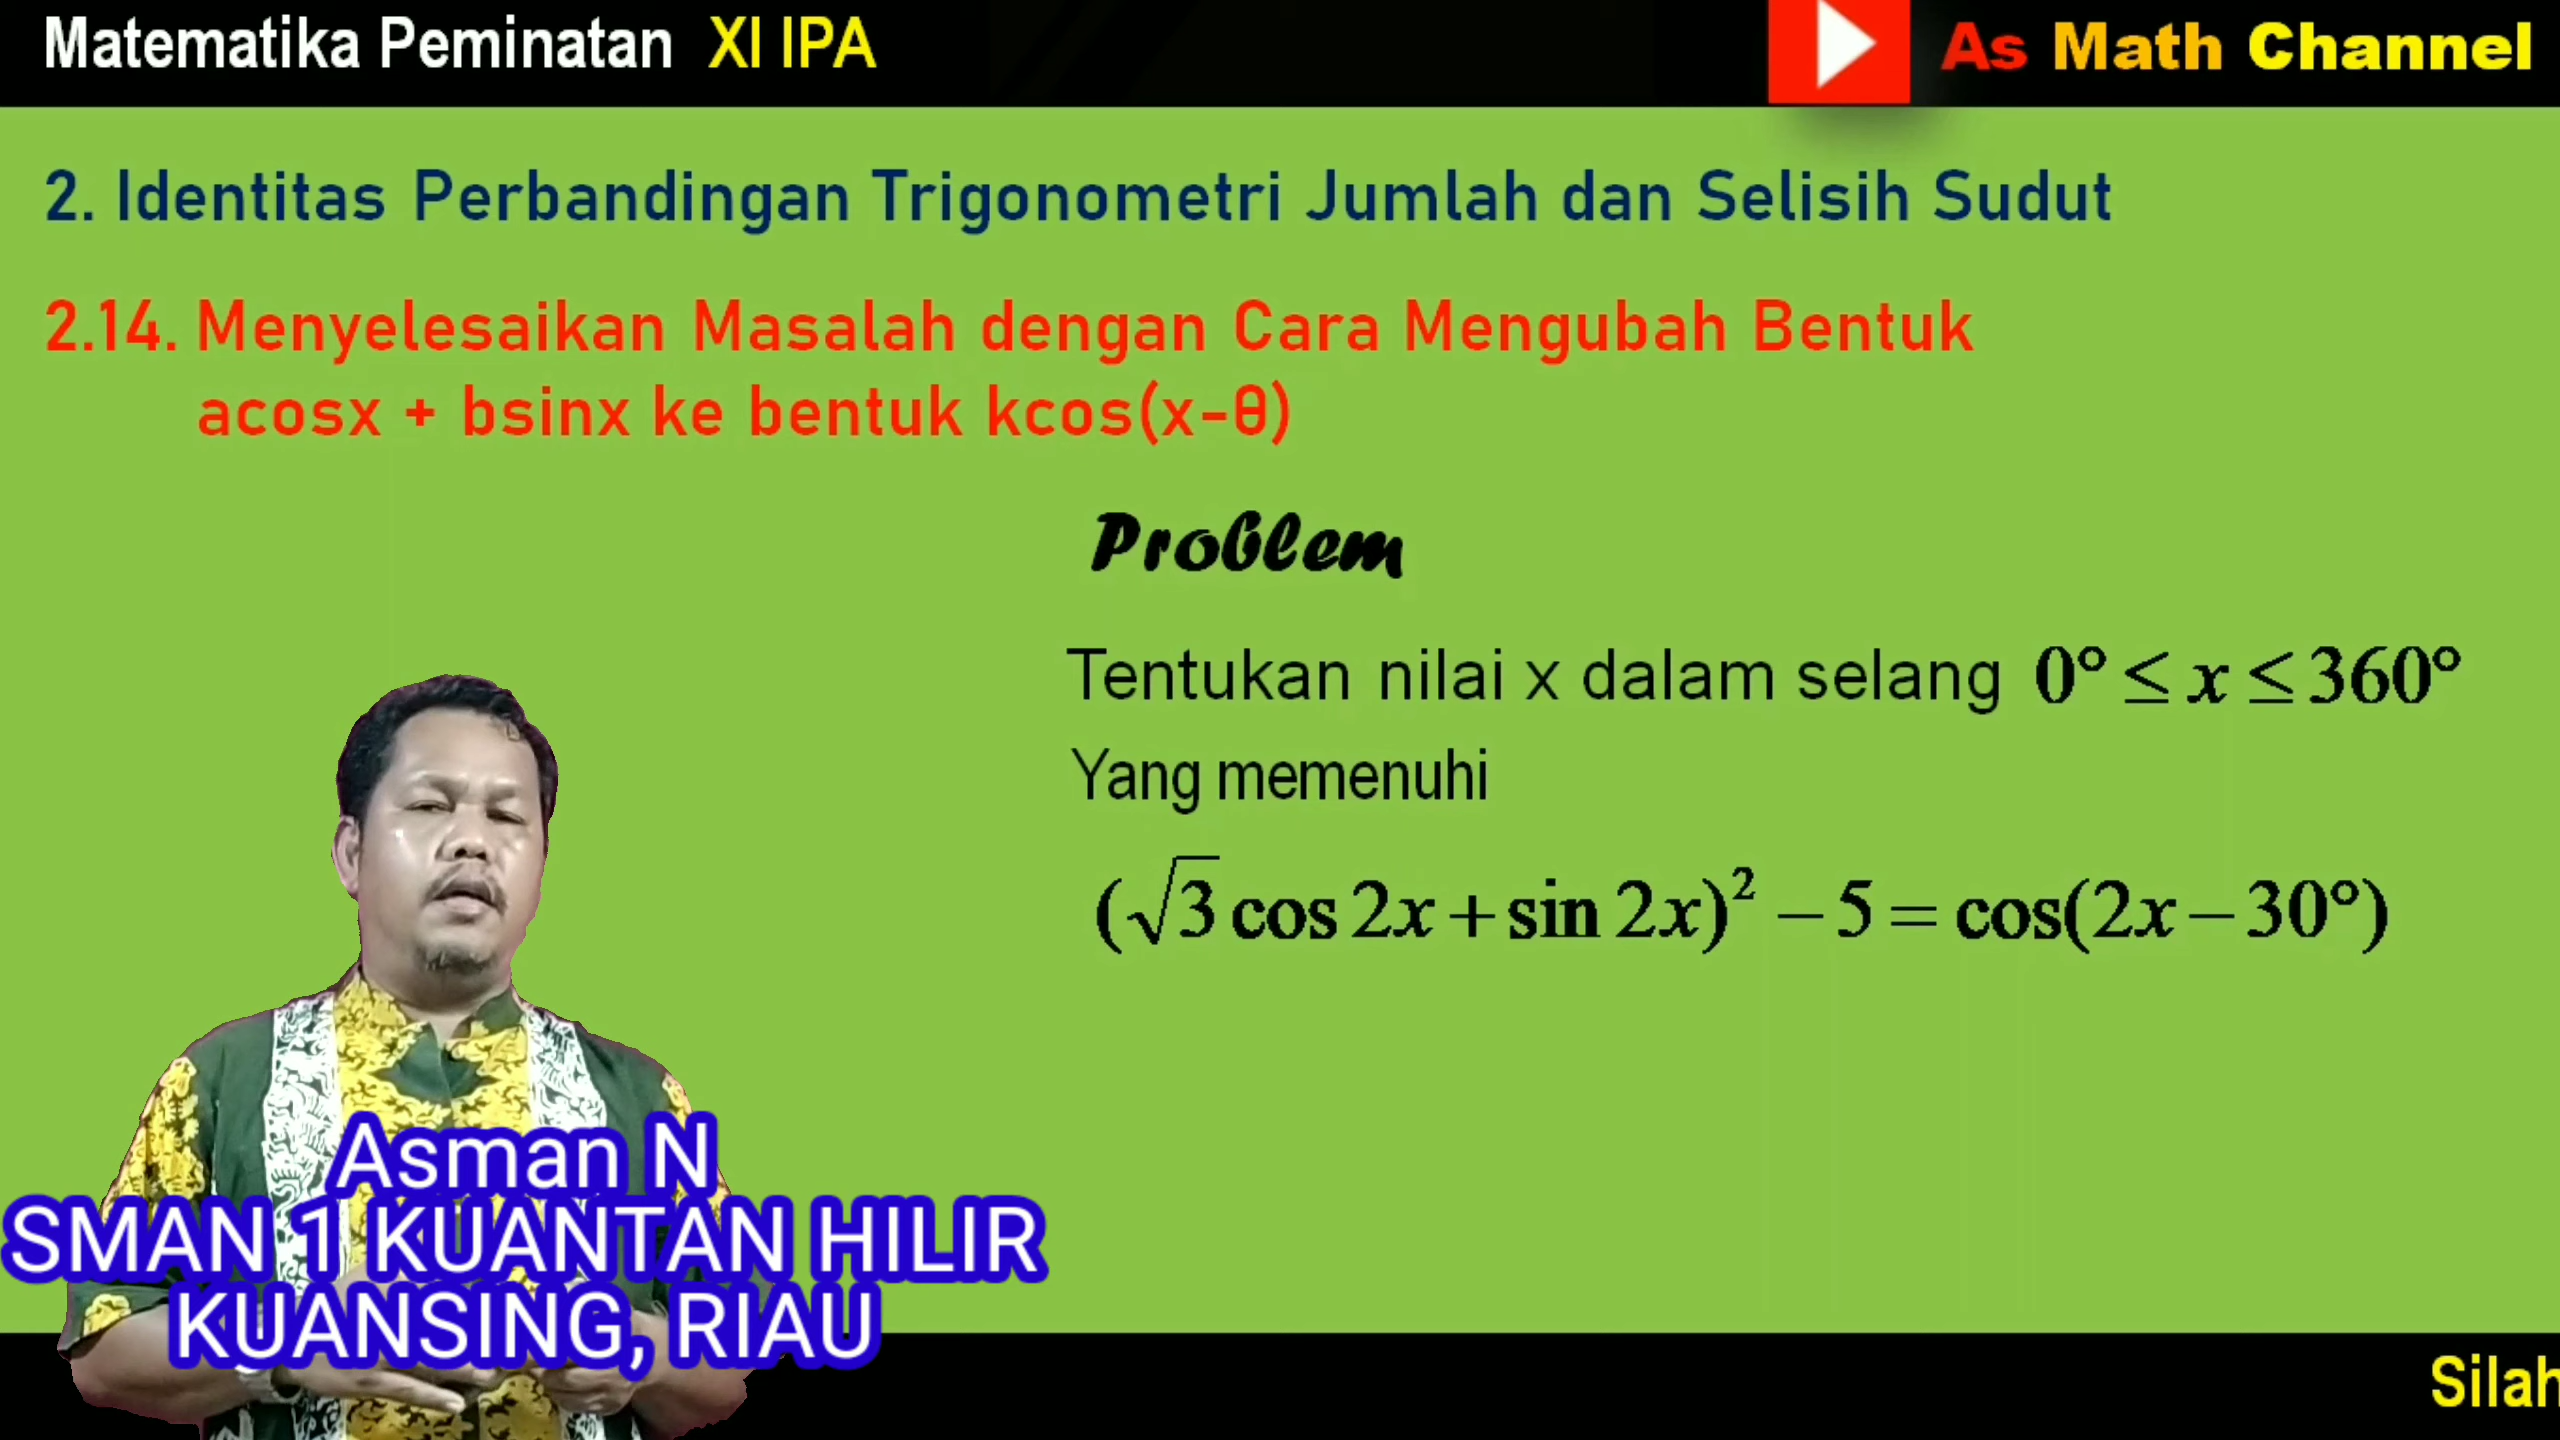 Matematika Peminatan XI IPA
As Math Channel
2. Identitas Perbandingan Trigonometri Jumlah dan Selisih Sudut
2.14. Menyelesaikan Masalah dengan Cara Mengubah Bentuk
acosx + bsinx ke bentuk kcos(x-θ)
Problem
Tentukan nilai x dalam selang 0° ≤ x ≤ 360°
Yang memenuhi
(√3 cos 2x + sin 2x)² − 5 = cos(2x − 30°)
Asman N
SMAN 1 KUANTAN HILIR
KUANSING, RIAU
Silah